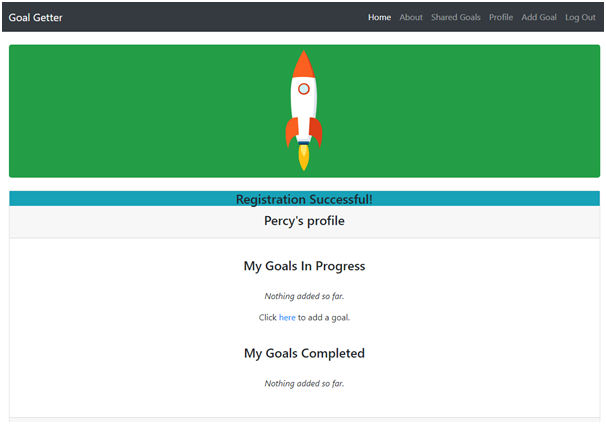 Goal Getter Home About Shared Goals Profile Add Goal Log Out
Registration Successful!
Percy's profile
My Goals In Progress
Nothing added so far.
Click here to add a goal.
My Goals Completed
Nothing added so far.